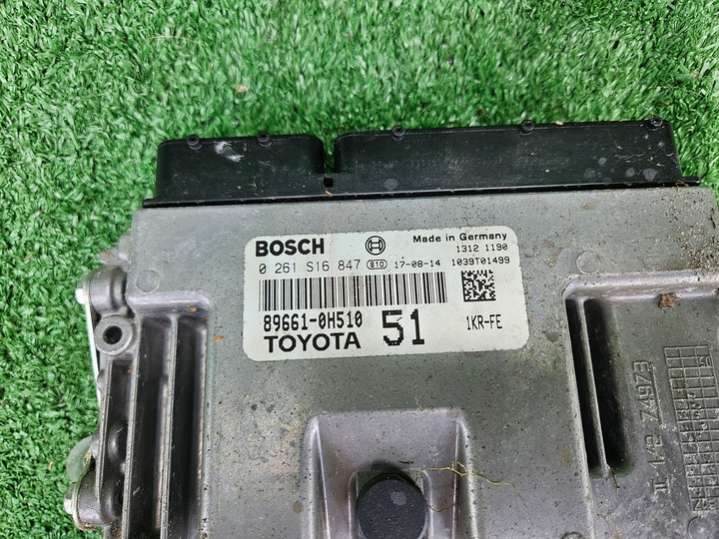 BOSCH Made in Germany
1312 1190
0 261 S16 847 B10 17-08-14 1039T01499
89661-0H510 51 1KR-FE
TOYOTA